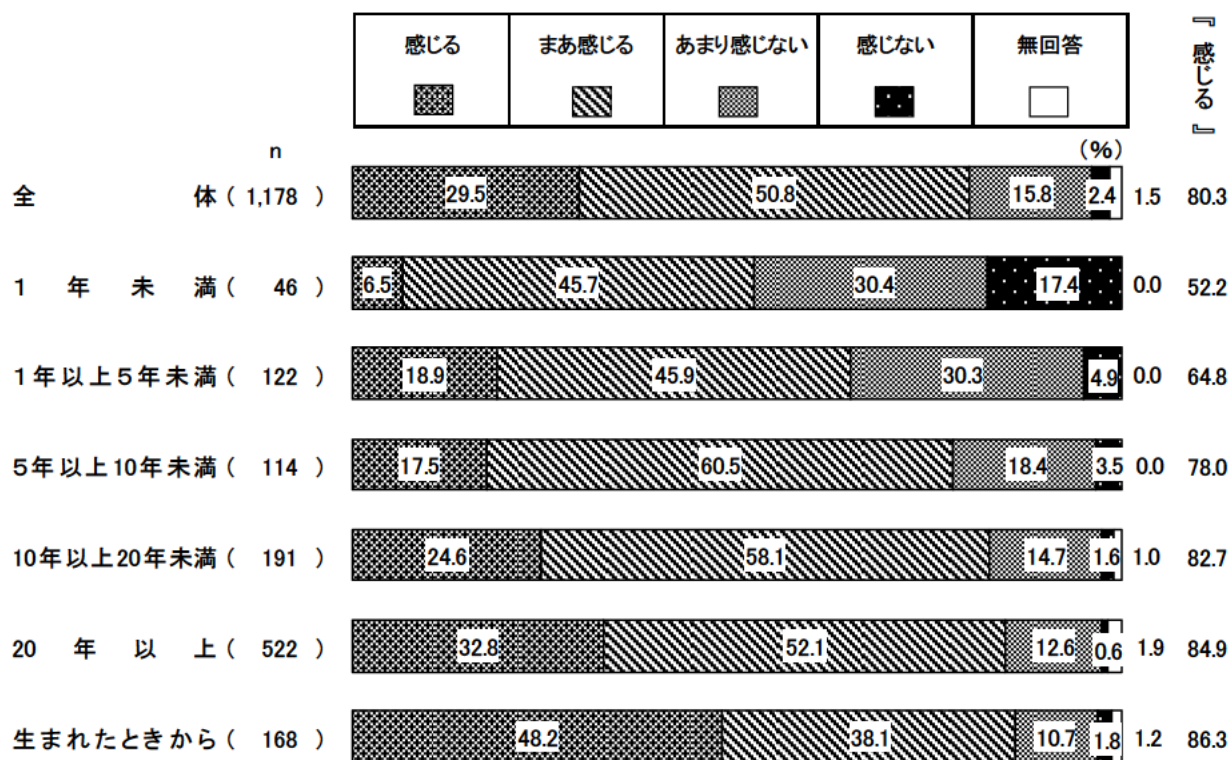 感じる まあ感じる あまり感じない 感じない 無回答 『感じる』
n (%)
全体( 1,178 ) 29.5 50.8 15.8 2.4 1.5 80.3
1年未満( 46 ) 6.5 45.7 30.4 17.4 0.0 52.2
1年以上5年未満( 122 ) 18.9 45.9 30.3 4.9 0.0 64.8
5年以上10年未満( 114 ) 17.5 60.5 18.4 3.5 0.0 78.0
10年以上20年未満( 191 ) 24.6 58.1 14.7 1.6 1.0 82.7
20年以上( 522 ) 32.8 52.1 12.6 0.6 1.9 84.9
生まれたときから( 168 ) 48.2 38.1 10.7 1.8 1.2 86.3